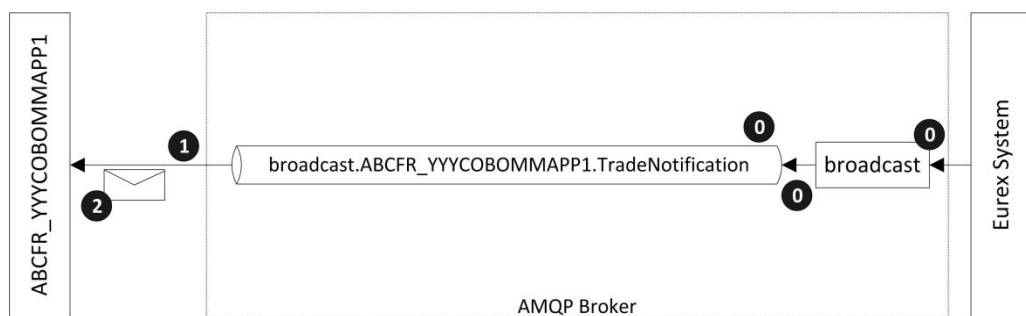 ABCFR_YYYCOBOMMAPP1
1
2
broadcast.ABCFR_YYYCOBOMMAPP1.TradeNotification
0
0
broadcast
0
Eurex System
AMQP Broker